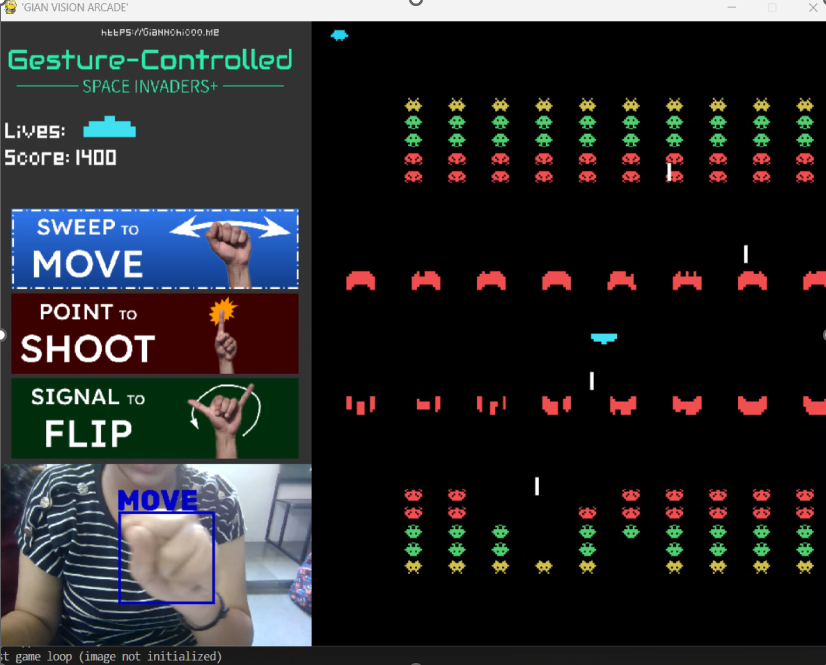 'GIAN VISION ARCADE'
Gesture-Controlled
SPACE INVADERS+
Lives:
Score: 1400
SWEEP TO
MOVE
POINT TO
SHOOT
SIGNAL TO
FLIP
MOVE
st game loop (image not initialized)